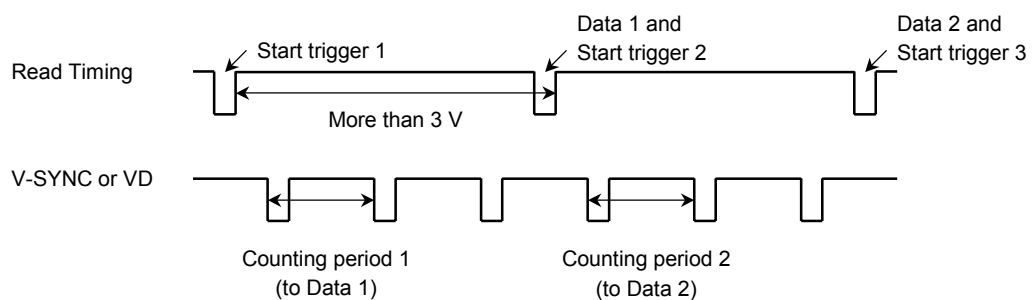 Data 1 and
Data 2 and
Start trigger 1
Start trigger 2
Start trigger 3
Read Timing
More than 3 V
V-SYNC or VD
Counting period 1
(to Data 1)
Counting period 2
(to Data 2)